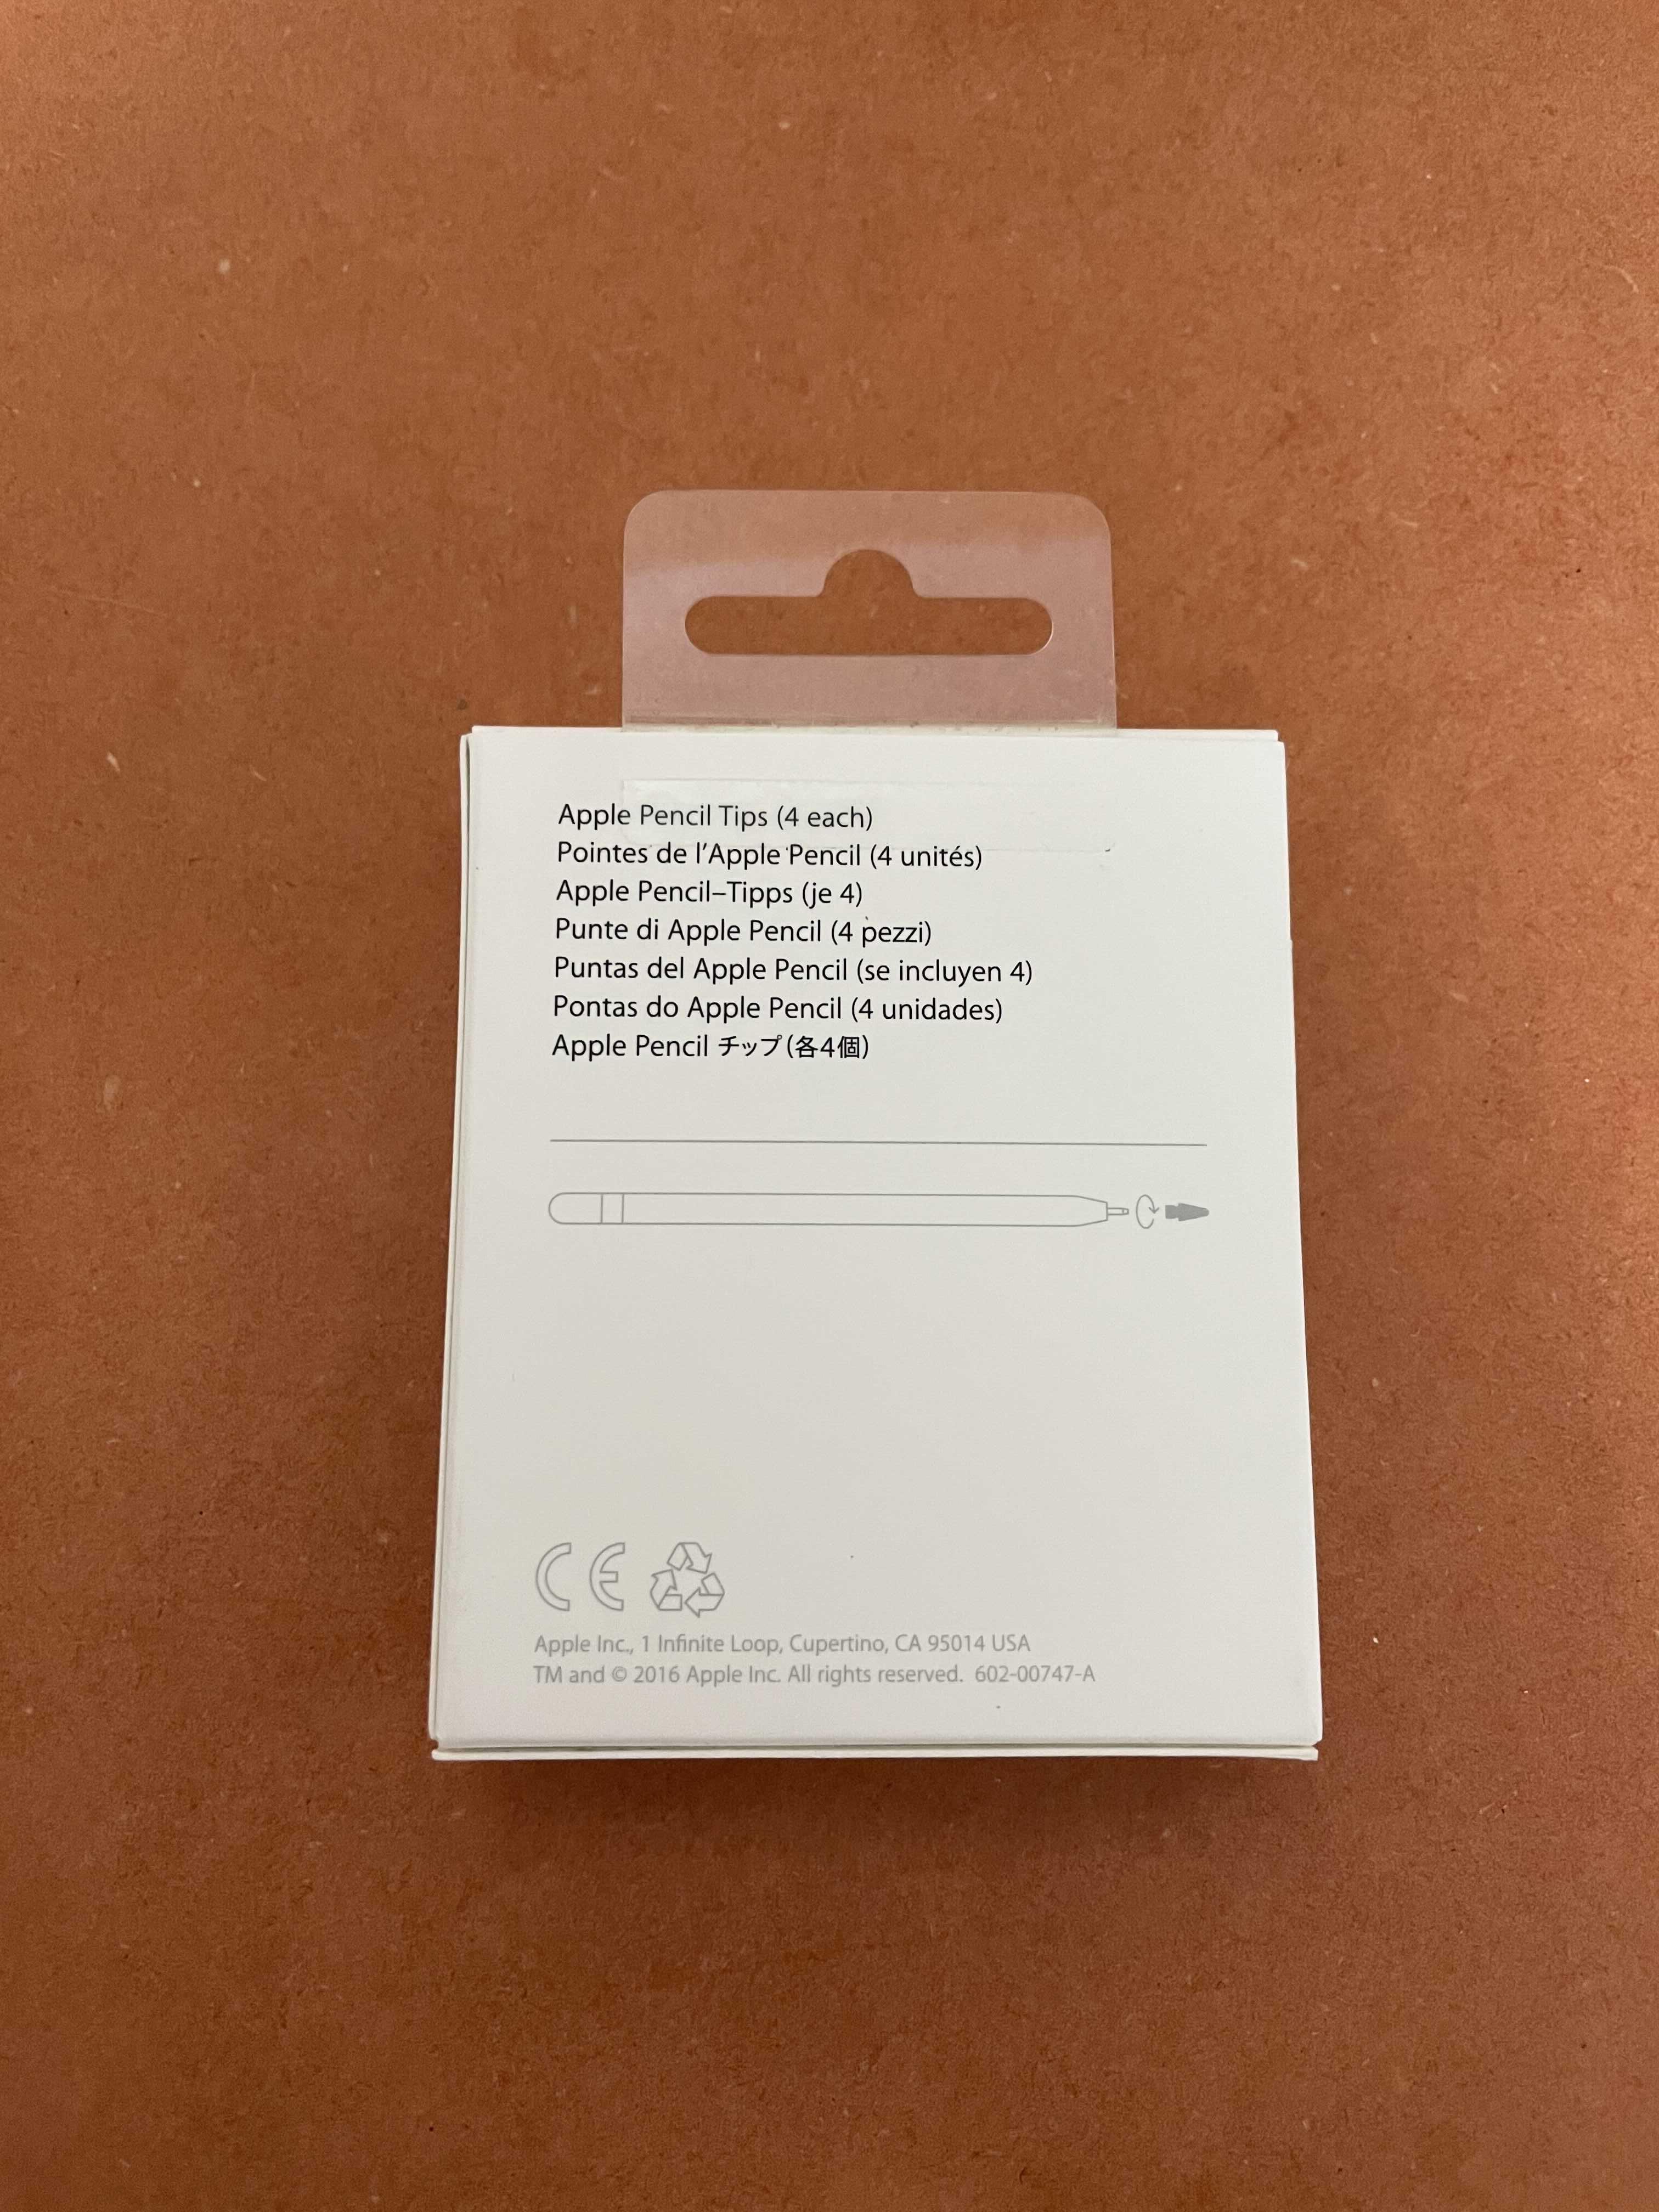 Apple Pencil Tips (4 each)
Pointes de l’Apple Pencil (4 unités)
Apple Pencil–Tipps (je 4)
Punte di Apple Pencil (4 pezzi)
Puntas del Apple Pencil (se incluyen 4)
Pontas do Apple Pencil (4 unidades)
Apple Pencil チップ(各4個)
CE
Apple Inc., 1 Infinite Loop, Cupertino, CA 95014 USA
TM and © 2016 Apple Inc. All rights reserved. 602-00747-A